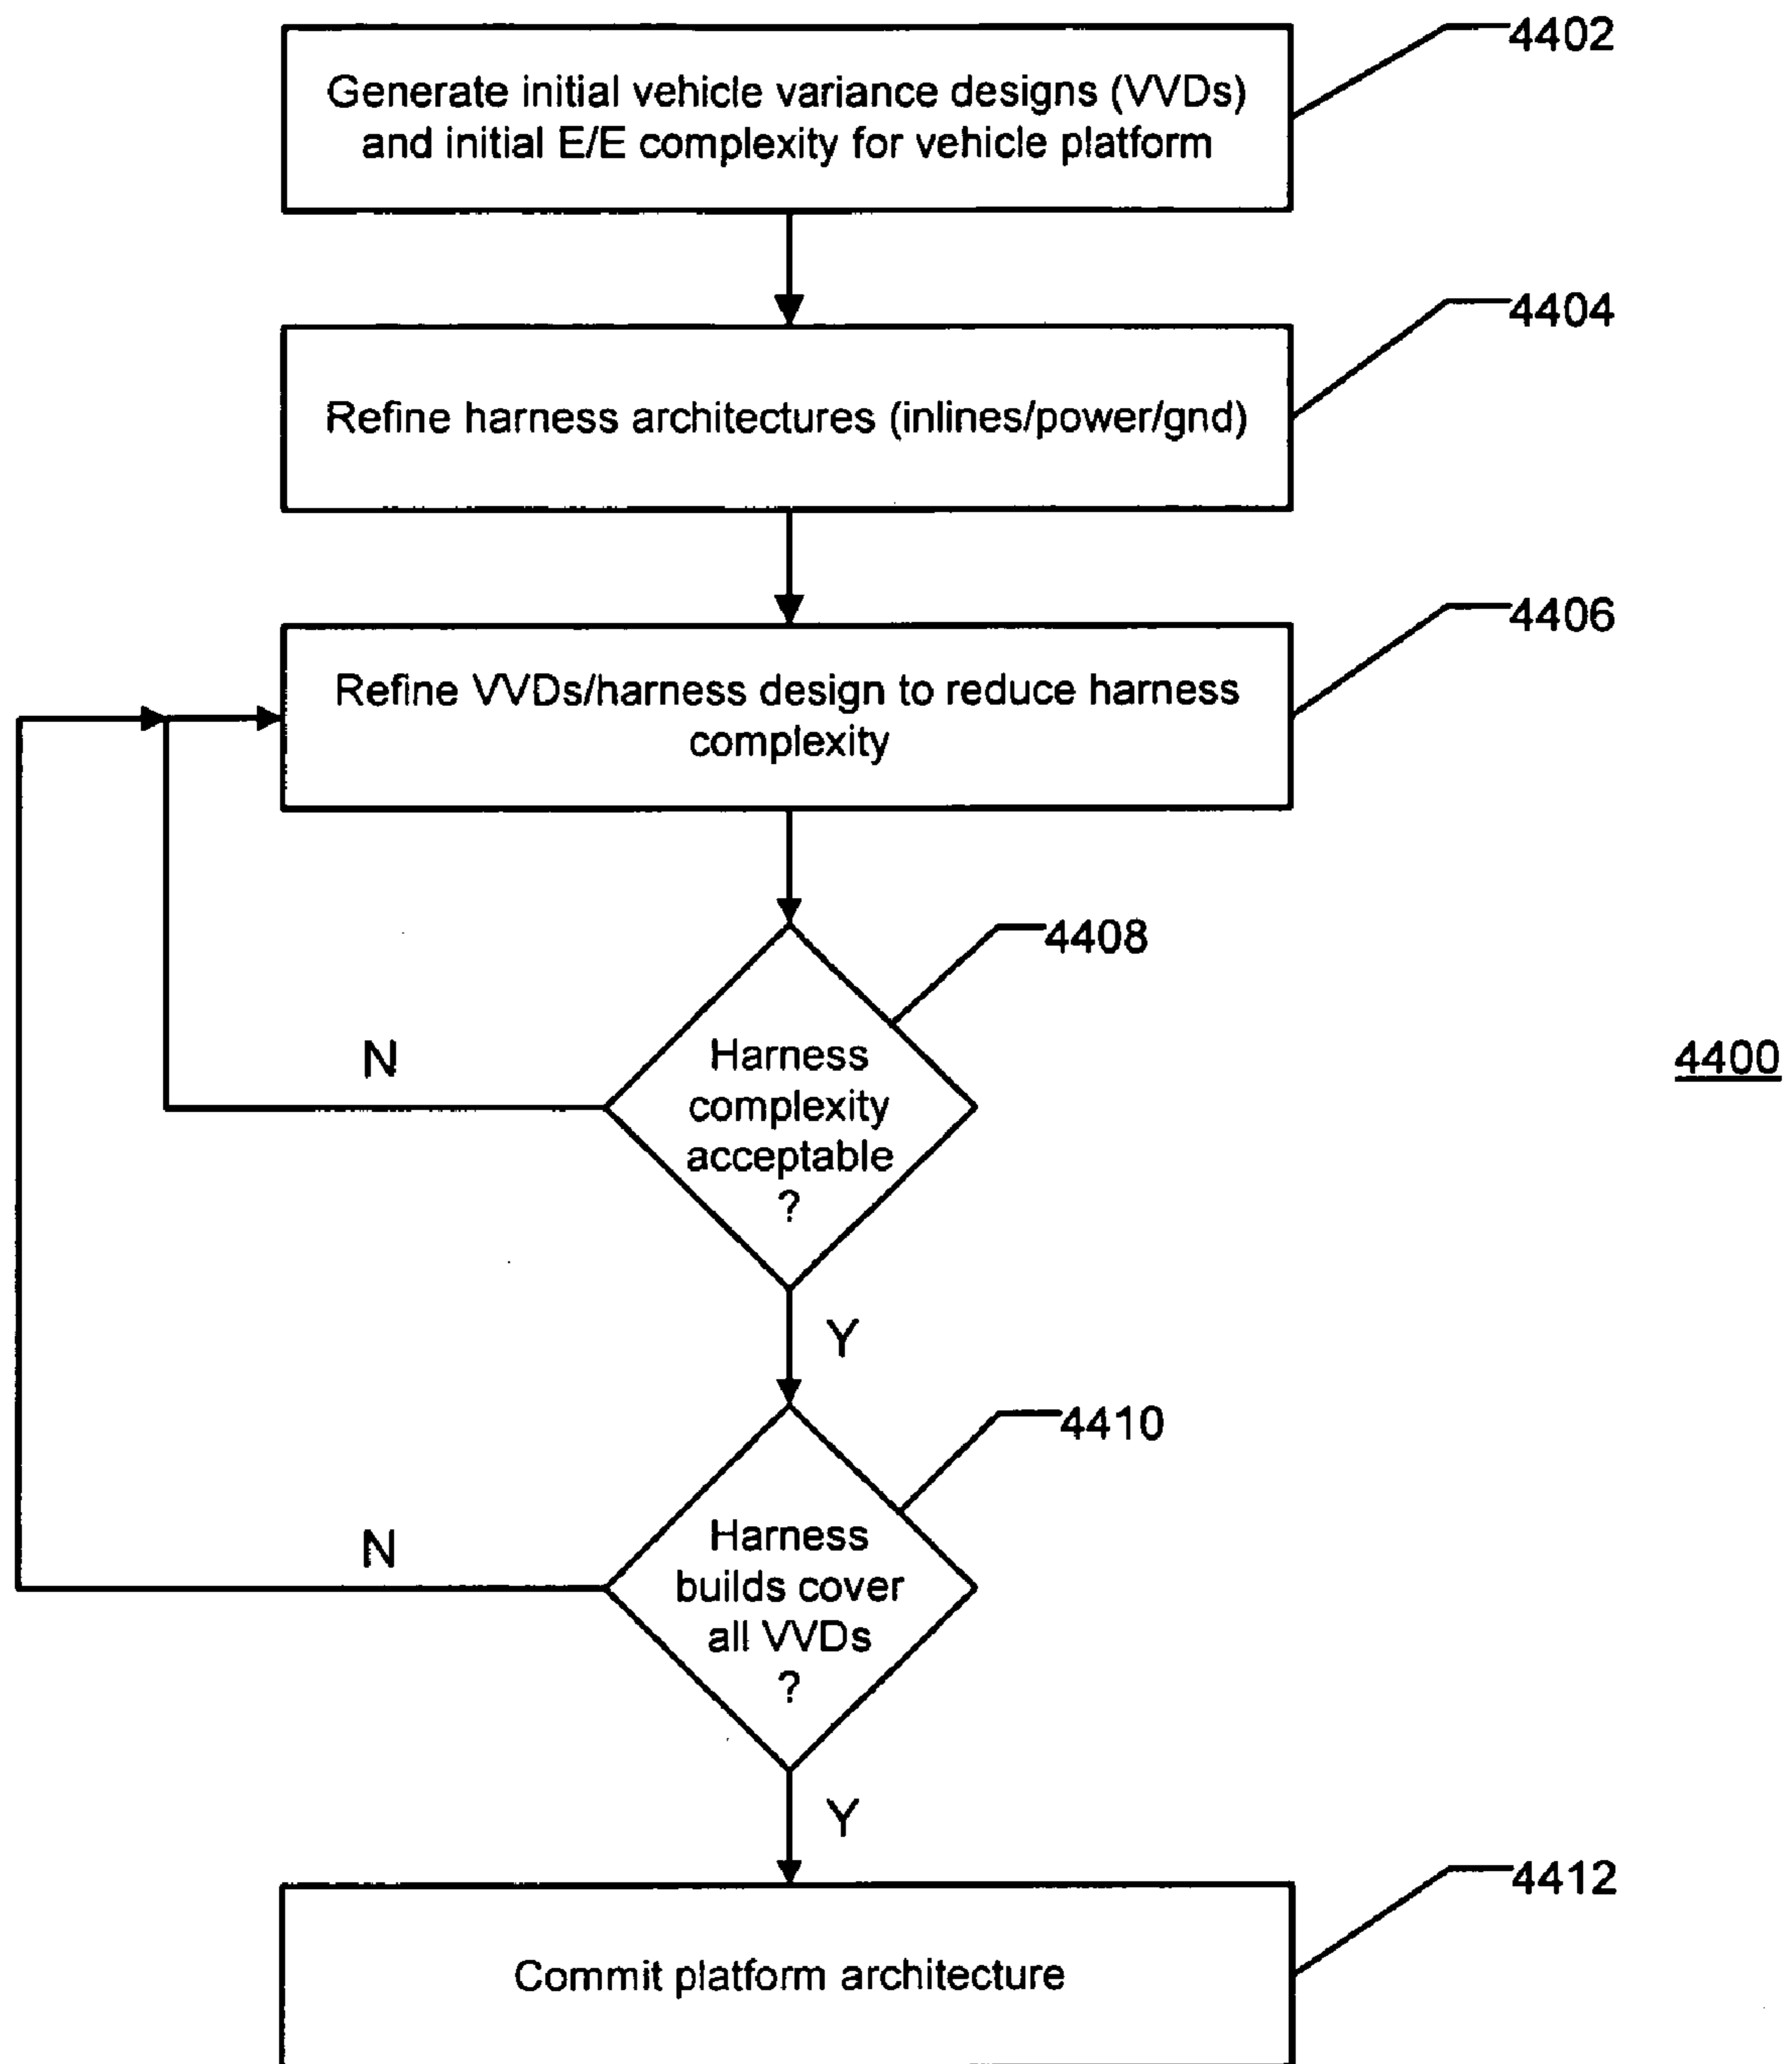 4402
Generate initial vehicle variance designs (VVDs)
and initial E/E complexity for vehicle platform
4404
Refine harness architectures (inlines/power/gnd)
4406
Refine VVDs/harness design to reduce harness
complexity
4408
Harness
complexity
acceptable
?
N
4400
Y
4410
Harness
builds cover
all VVDs
?
N
Y
4412
Commit platform architecture